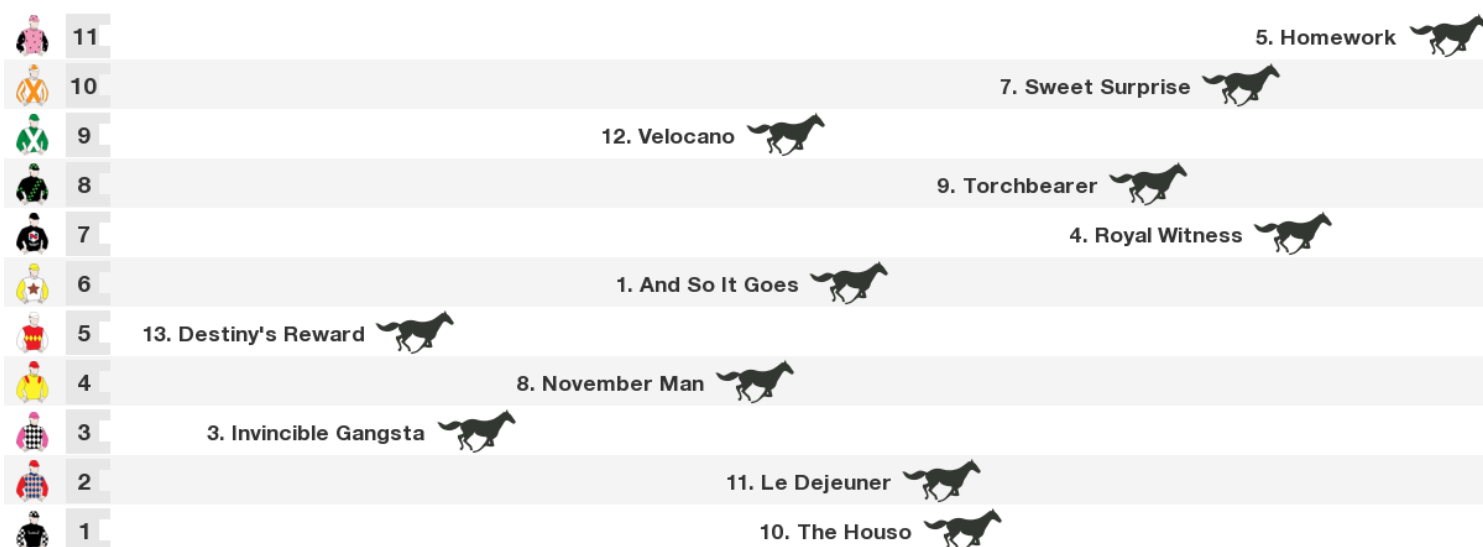 11 5. Homework
10 7. Sweet Surprise
9 12. Velocano
8 9. Torchbearer
7 4. Royal Witness
6 1. And So It Goes
5 13. Destiny's Reward
4 8. November Man
3 3. Invincible Gangsta
2 11. Le Dejeuner
1 10. The Houso